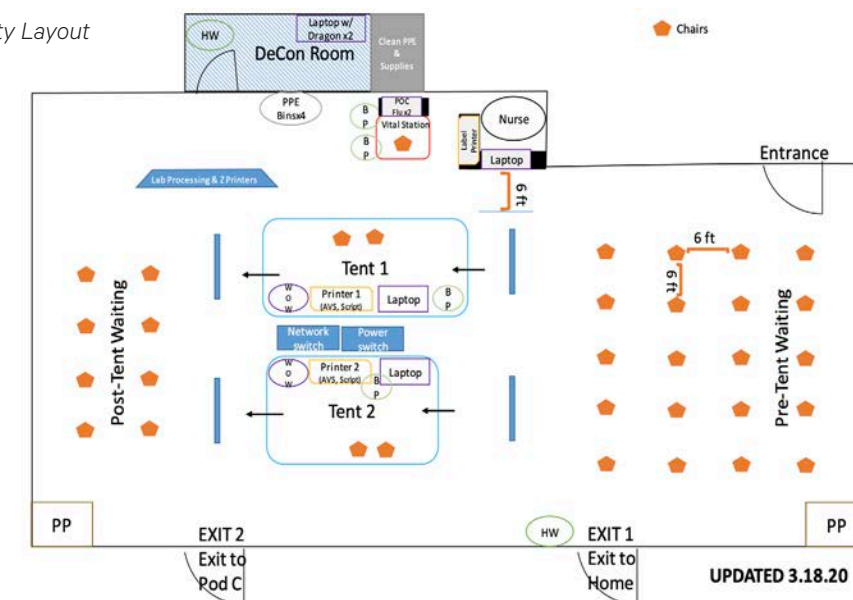 ty Layout
HW
Laptop w/
Dragon x2
DeCon Room
Clean PPE
&
Supplies
Chairs
PPE
Binsx4
B
P
B
P
POC
Flu x2
Vital Station
Label
Printer
Nurse
Laptop
Entrance
Lab Processing & Z Printers
6 ft
6 ft
6 ft
Tent 1
W
O
W
Printer 1
(AVS, Script)
Laptop
B
P
Network
switch
Power
switch
W
O
W
Printer 2
(AVS, Script)
B
P
Laptop
Tent 2
Post-Tent Waiting
Pre-Tent Waiting
PP
EXIT 2
Exit to
Pod C
HW
EXIT 1
Exit to
Home
PP
UPDATED 3.18.20